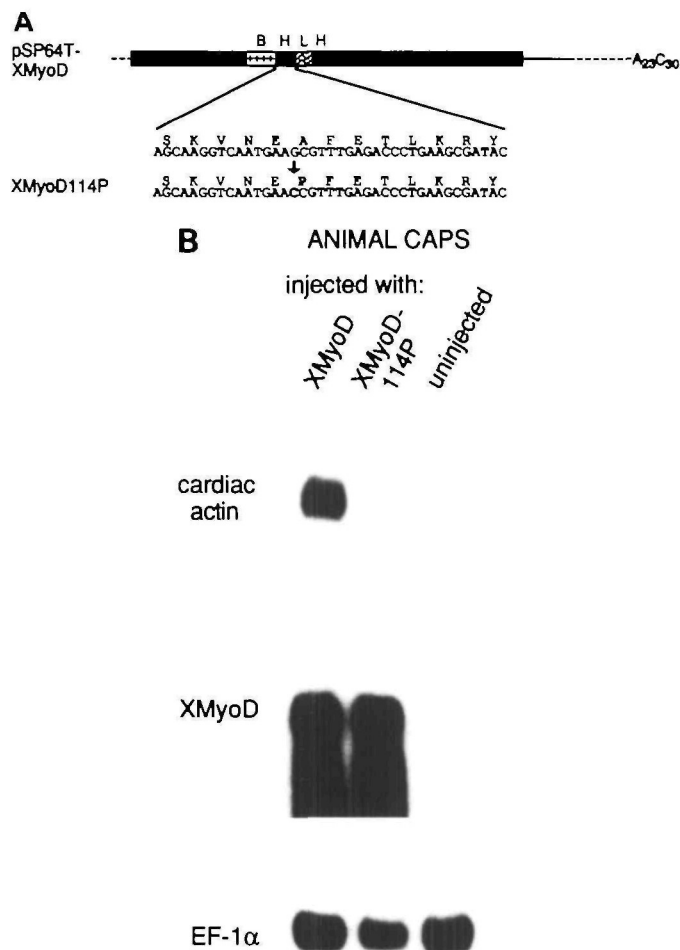 A
B H L H
pSP64T-
XMyoD
A23C30
++++
S K V N E A F E T L K R Y
AGCAAGGTCAATGAAGCGTTTGAGACCCTGAAGCGATAC
S K V N E P F E T L K R Y
XMyoD114P AGCAAGGTCAATGAACCGTTTGAGACCCTGAAGCGATAC
B ANIMAL CAPS
injected with:
XMyoD
XMyoD-
114P
uninjected
cardiac
actin
XMyoD
EF-1α